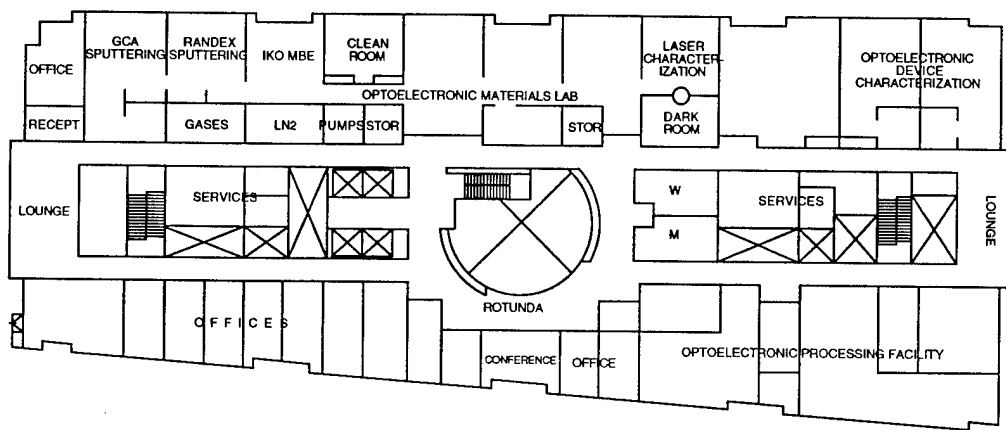 GCA
SPUTTERING
RANDEX
SPUTTERING
IKO MBE
CLEAN
ROOM
LASER
CHARACTER-
IZATION
OPTOELECTRONIC
DEVICE
CHARACTERIZATION
OFFICE
OPTOELECTRONIC MATERIALS LAB
RECEPT
GASES
LN2
PUMPS
STOR
STOR
DARK
ROOM
LOUNGE
SERVICES
W
M
SERVICES
LOUNGE
ROTUNDA
OFFICES
CONFERENCE
OFFICE
OPTOELECTRONIC PROCESSING FACILITY